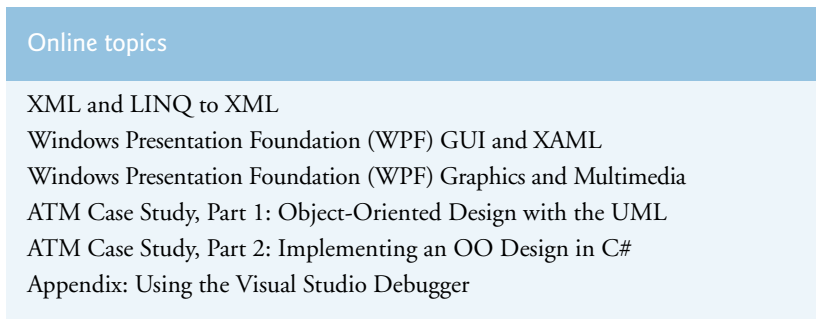 Online topics
XML and LINQ to XML
Windows Presentation Foundation (WPF) GUI and XAML
Windows Presentation Foundation (WPF) Graphics and Multimedia
ATM Case Study, Part 1: Object-Oriented Design with the UML
ATM Case Study, Part 2: Implementing an OO Design in C#
Appendix: Using the Visual Studio Debugger